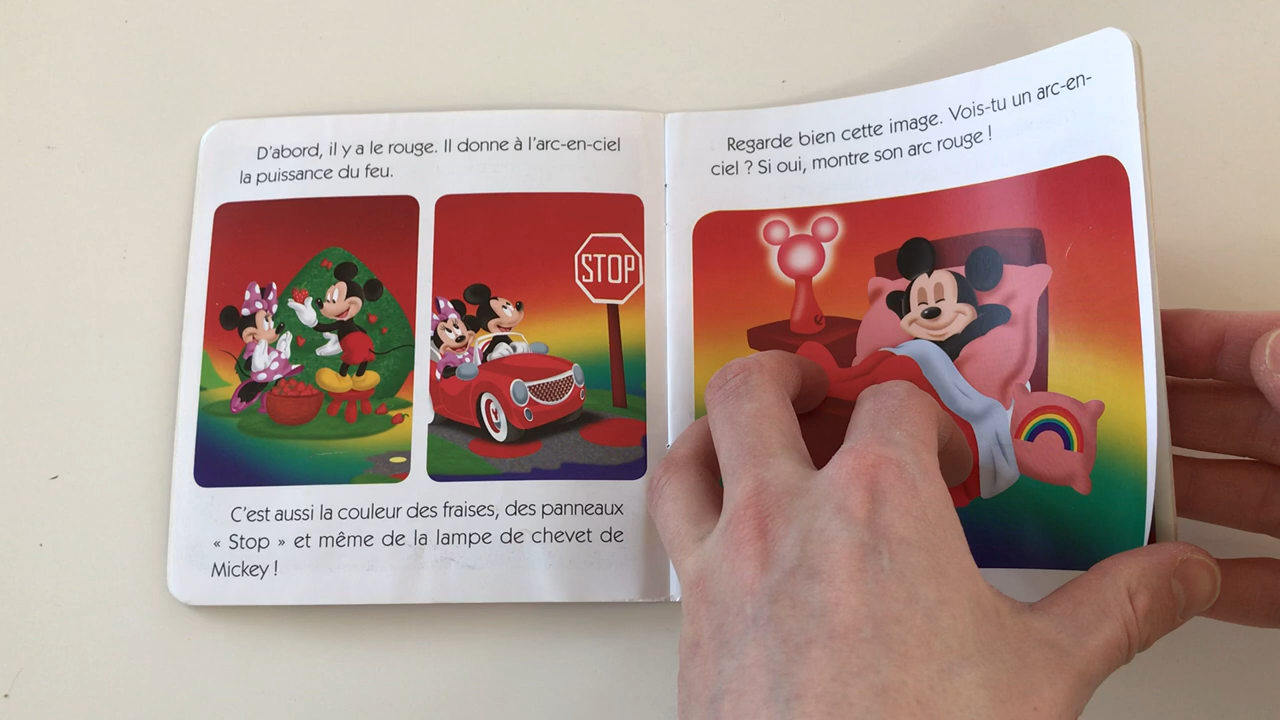 D'abord, il y a le rouge. Il donne à l'arc-en-ciel
la puissance du feu.
STOP
C'est aussi la couleur des fraises, des panneaux
« Stop » et même de la lampe de chevet de
Mickey !
Regarde bien cette image. Vois-tu un arc-en-
ciel ? Si oui, montre son arc rouge !